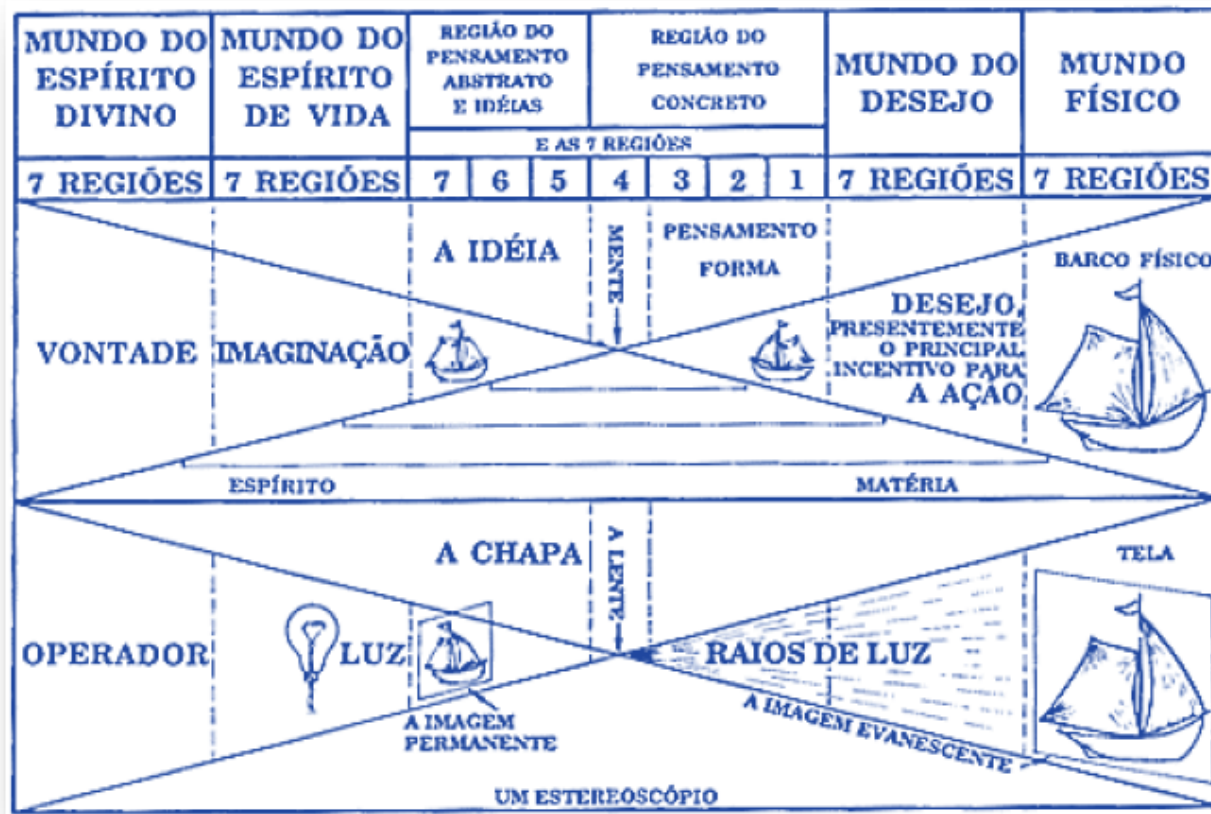 MUNDO DO
ESPÍRITO
DIVINO
MUNDO DO
ESPÍRITO
DE VIDA
REGIÃO DO
PENSAMENTO
ABSTRATO
E IDÉIAS
REGIÃO DO
PENSAMENTO
CONCRETO
E AS 7 REGIÕES
MUNDO DO
DESEJO
MUNDO
FÍSICO
7 REGIÕES
7 REGIÕES
7
6
5
4
3
2
1
7 REGIÕES
7 REGIÕES
A IDÉIA
MENTE
PENSAMENTO
FORMA
BARCO FÍSICO
VONTADE
IMAGINAÇÃO
DESEJO,
PRESENTEMENTE
O PRINCIPAL
INCENTIVO PARA
A AÇÃO
ESPÍRITO
MATÉRIA
A CHAPA
A LENTE
TELA
OPERADOR
LUZ
RAIOS DE LUZ
A IMAGEM
PERMANENTE
A IMAGEM EVANESCENTE
UM ESTEREOSCÓPIO